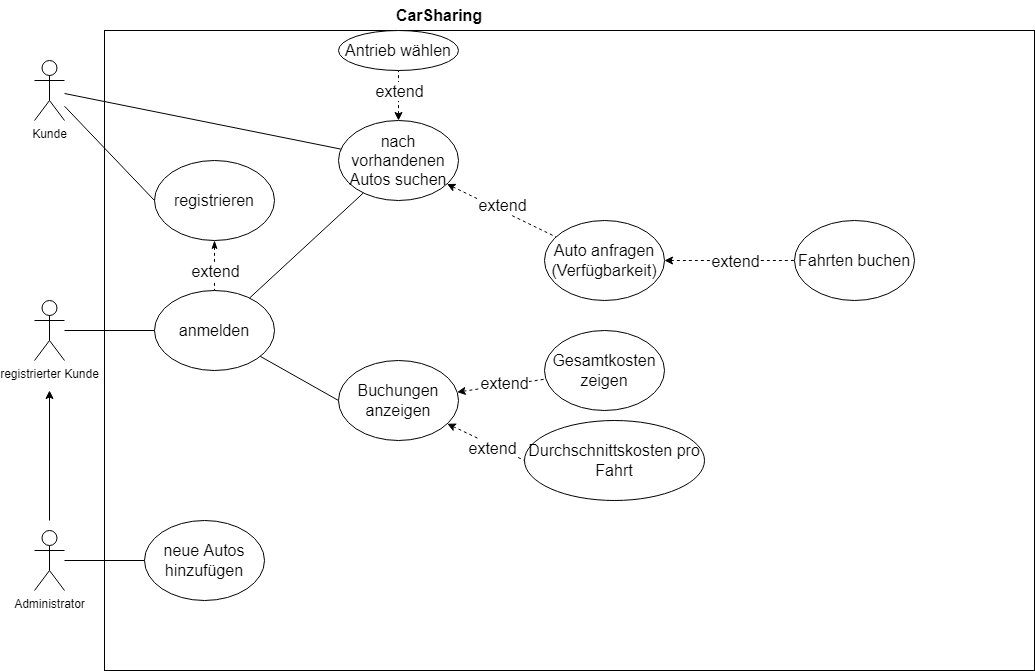 CarSharing
Antrieb wählen
extend
Kunde
nach
vorhandenen
Autos suchen
registrieren
extend
Auto anfragen
(Verfügbarkeit)
extend
Fahrten buchen
extend
anmelden
registrierter Kunde
Buchungen
anzeigen
extend
Gesamtkosten
zeigen
extend
Durchschnittskosten pro
Fahrt
neue Autos
hinzufügen
Administrator